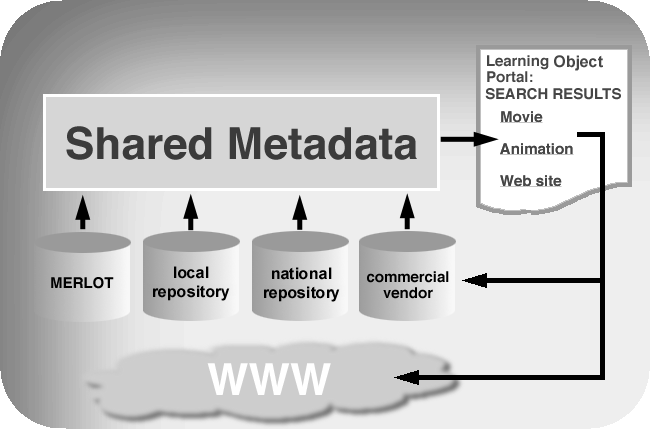 Learning Object
Portal:
SEARCH RESULTS
Movie
Animation
Web site
Shared Metadata
MERLOT
local
repository
national
repository
commercial
vendor
WWW